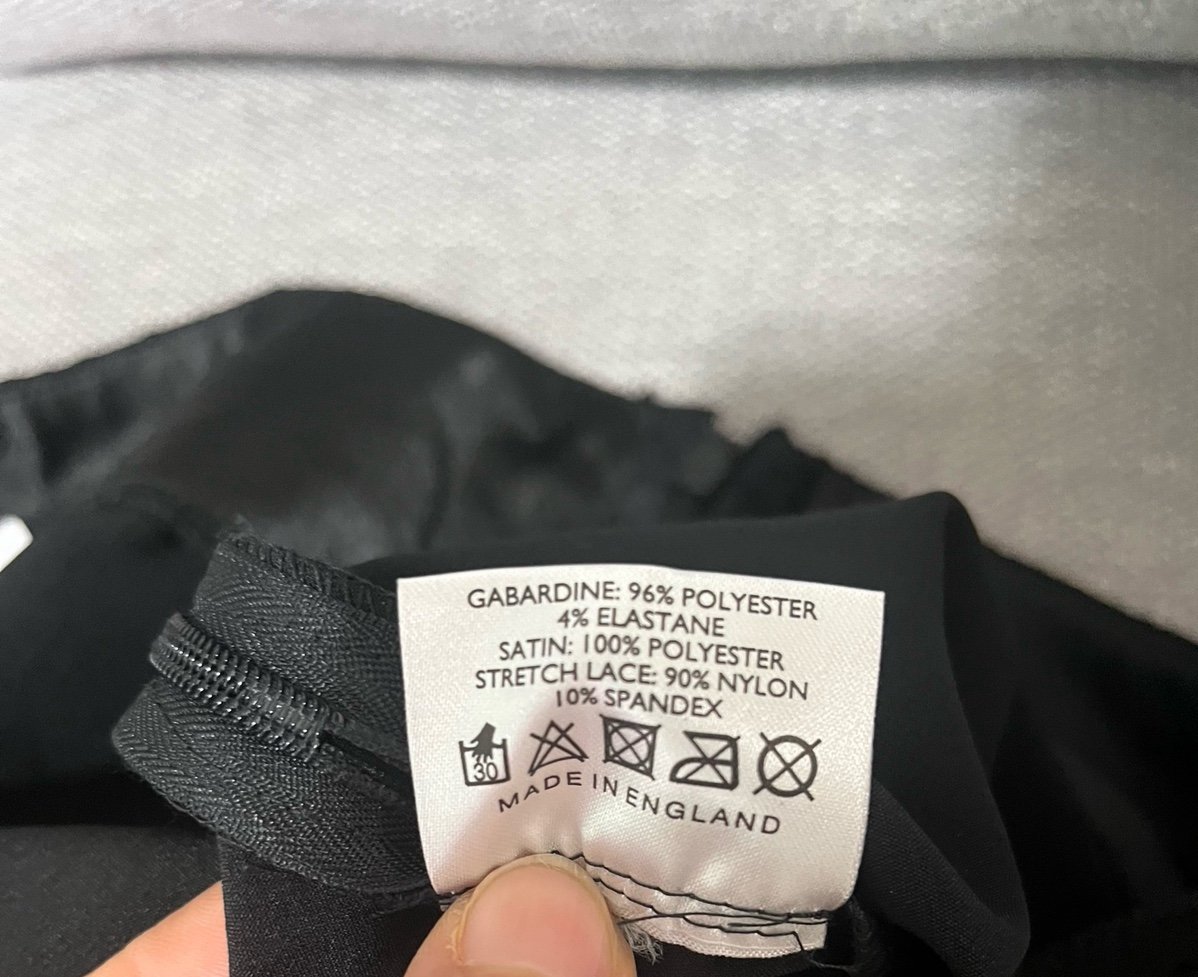 GABARDINE: 96% POLYESTER
4% ELASTANE
SATIN: 100% POLYESTER
STRETCH LACE: 90% NYLON
10% SPANDEX
30
MADE IN ENGLAND